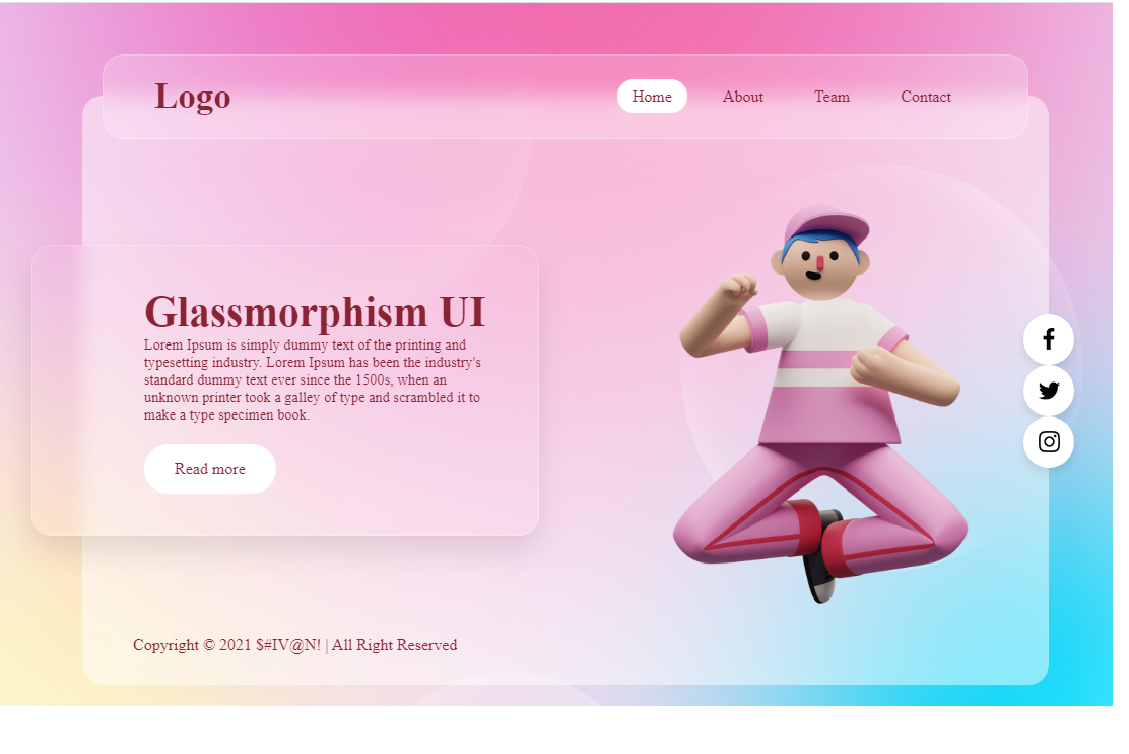 Logo
Home About Team Contact
Glassmorphism UI
Lorem Ipsum is simply dummy text of the printing and
typesetting industry. Lorem Ipsum has been the industry's
standard dummy text ever since the 1500s, when an
unknown printer took a galley of type and scrambled it to
make a type specimen book.
Read more
Copyright © 2021 $#IV@N! | All Right Reserved